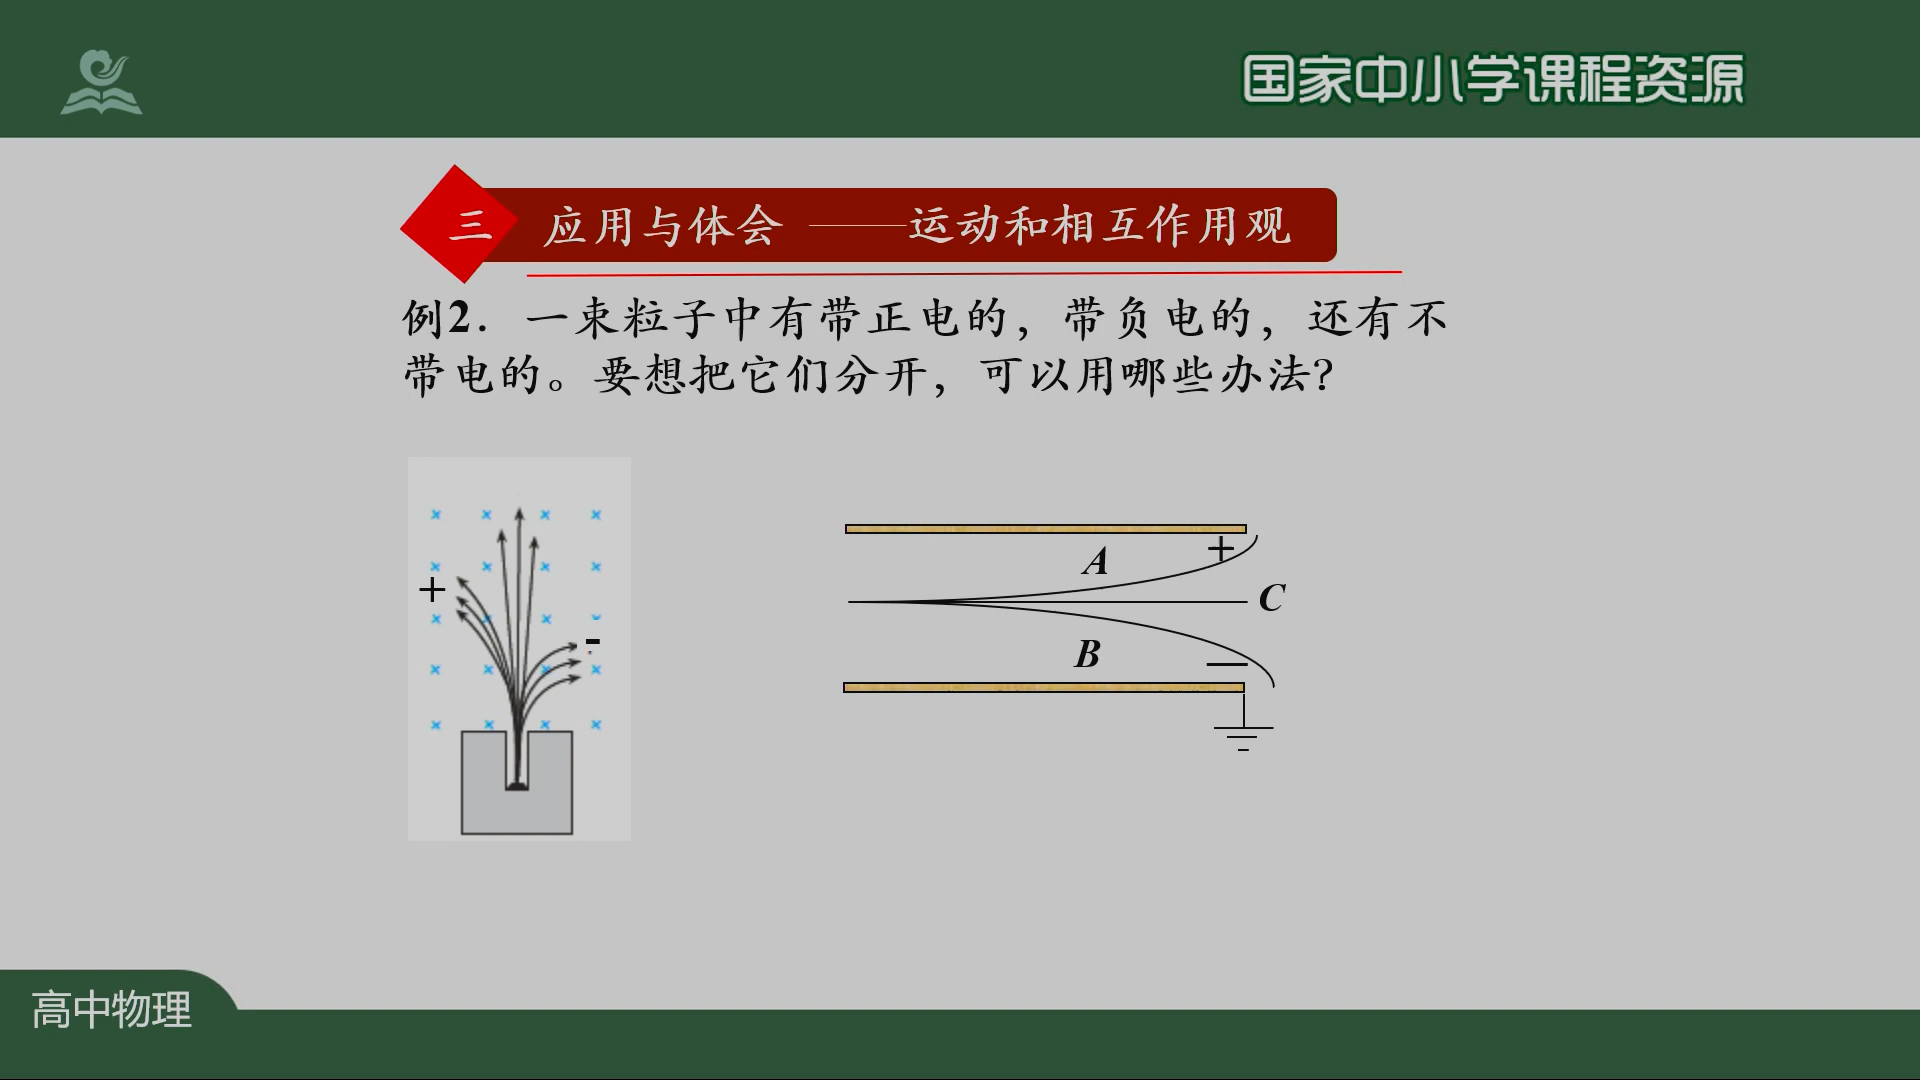 国家中小学课程资源
三 应用与体会 ——运动和相互作用观
例2. 一束粒子中有带正电的，带负电的，还有不
带电的。要想把它们分开，可以用哪些办法？
+
-
A
+
C
B
—
高中物理